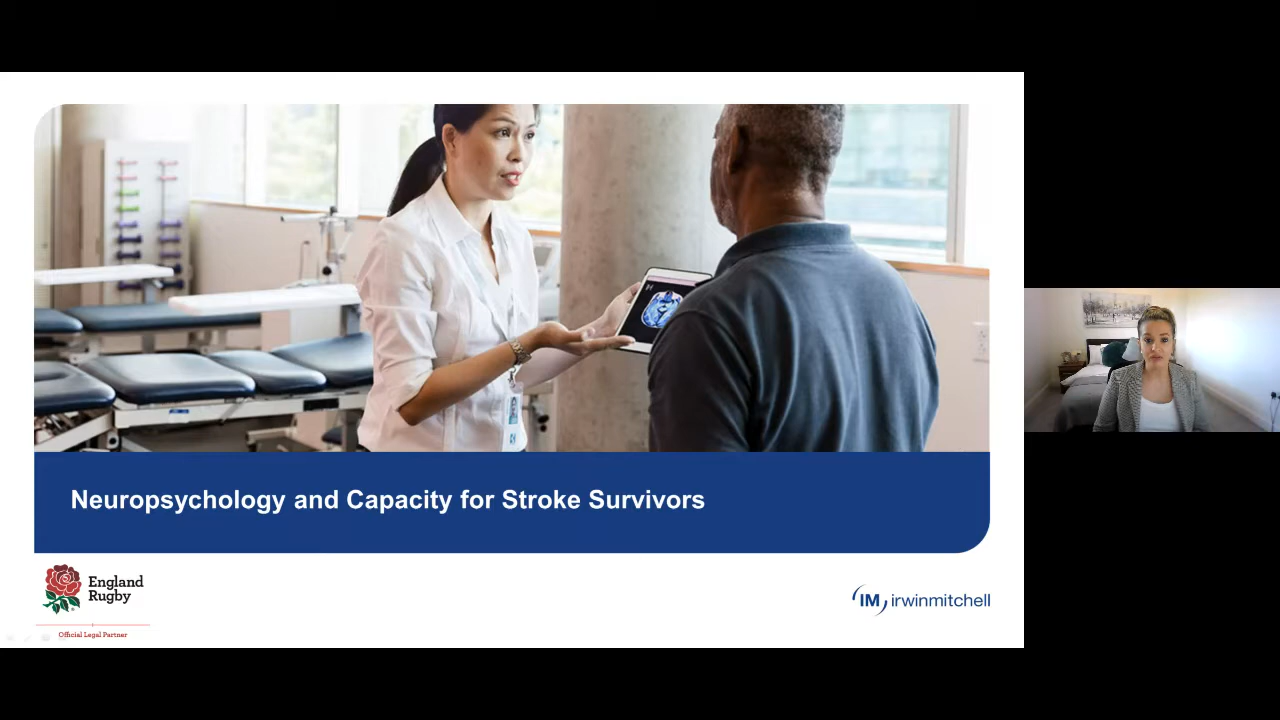 Neuropsychology and Capacity for Stroke Survivors
England
Rugby
Official Legal Partner
IM irwinmitchell